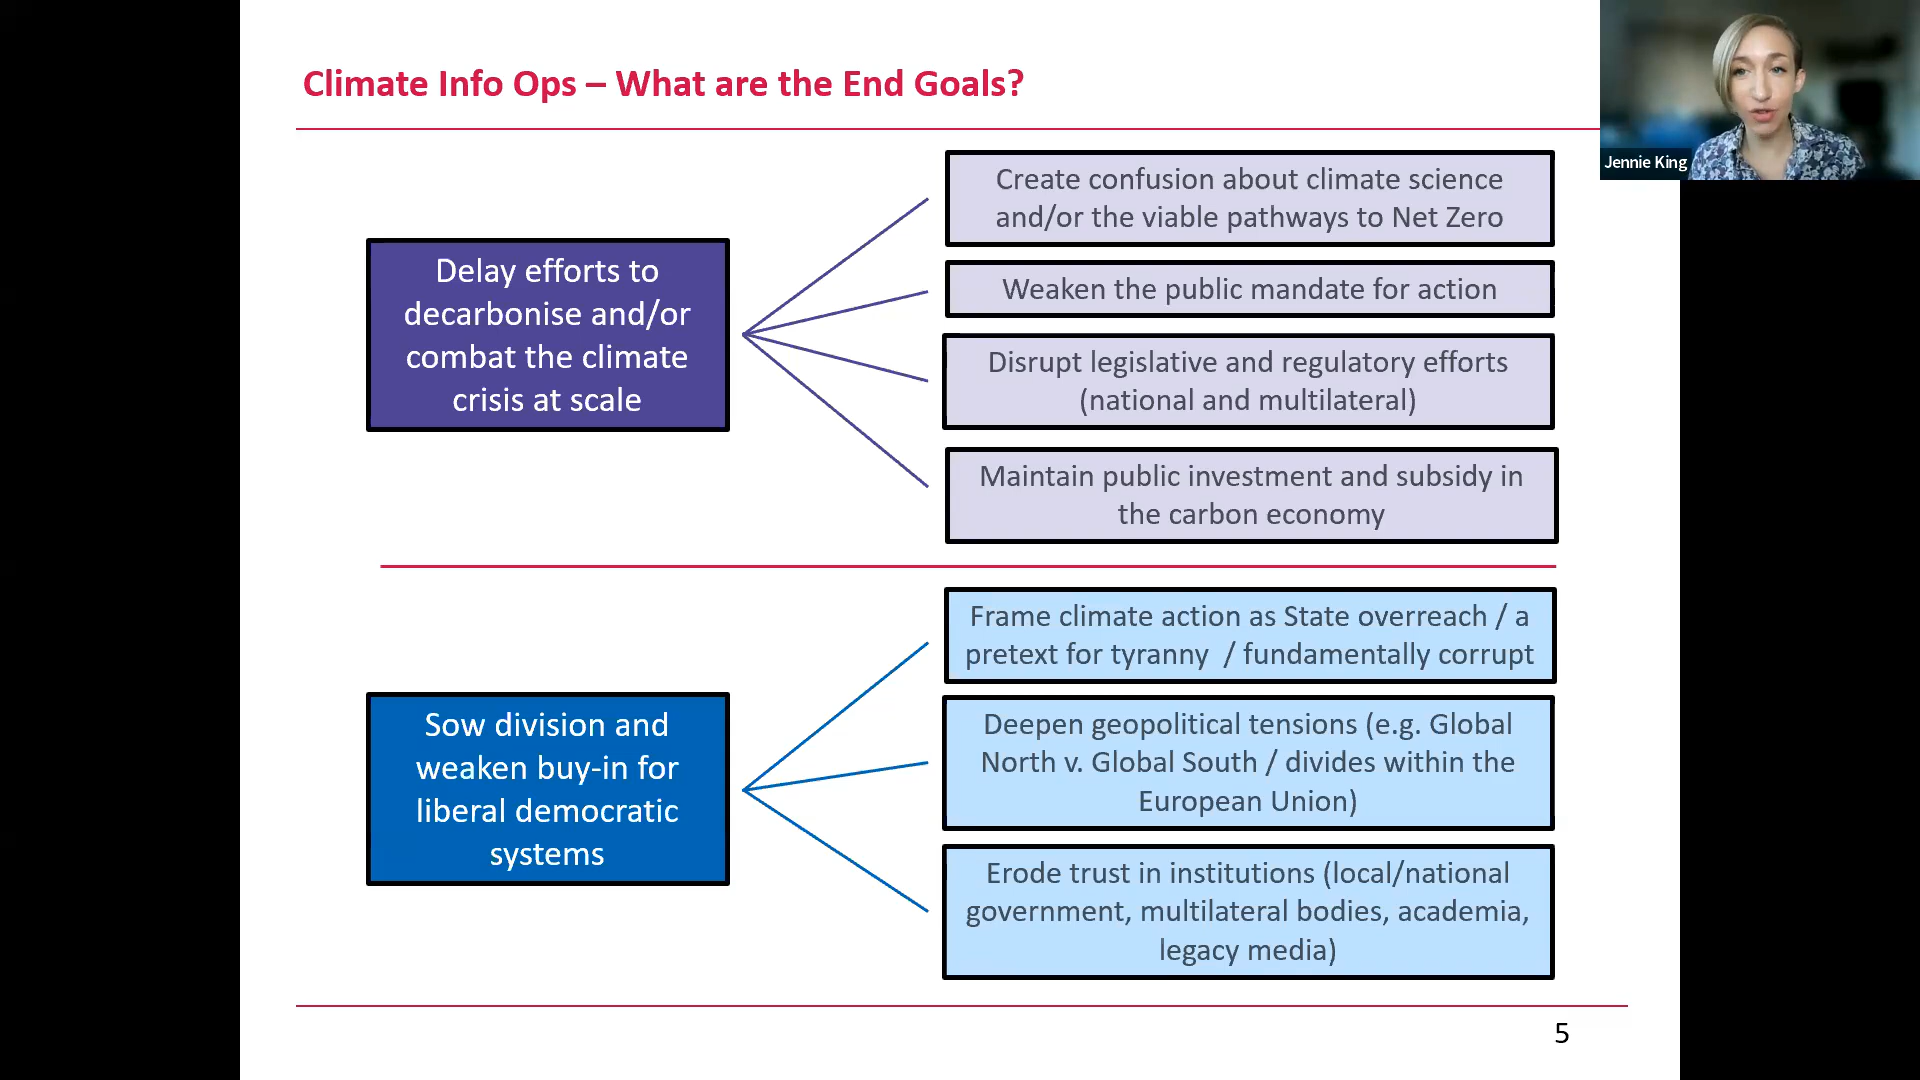 Climate Info Ops – What are the End Goals?
Jennie King
Delay efforts to
decarbonise and/or
combat the climate
crisis at scale
Create confusion about climate science
and/or the viable pathways to Net Zero
Weaken the public mandate for action
Disrupt legislative and regulatory efforts
(national and multilateral)
Maintain public investment and subsidy in
the carbon economy
Sow division and
weaken buy-in for
liberal democratic
systems
Frame climate action as State overreach / a
pretext for tyranny / fundamentally corrupt
Deepen geopolitical tensions (e.g. Global
North v. Global South / divides within the
European Union)
Erode trust in institutions (local/national
government, multilateral bodies, academia,
legacy media)
5